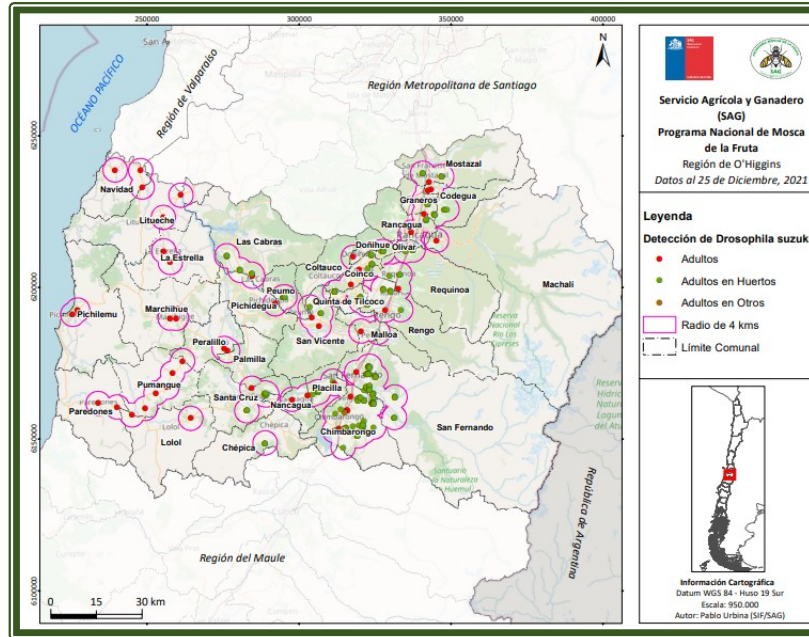 250000
300000
350000
400000
6250000
6200000
6150000
6100000
N
OCÉANO PACÍFICO
Región de Valparaíso
Región Metropolitana de Santiago
Mostazal
Navidad
Codegua
Graneros
Litueche
Rancagua
Las Cabras
Doñihue
Olivar
La Estrella
Coltauco
Machalí
Coinco
Peumo
Requinoa
Pichidegua
Quinta de Tilcoco
Pichilemu
Marchihue
Rengo
Malloa
San Vicente
Peralillo
Palmilla
Pumanque
Placilla
Santa Cruz
Nancagua
Paredones
San Fernando
Chimbarongo
Lolol
Chépica
República de Argentina
Región del Maule
0 15 30 km
SAG
Servicio Agrícola y Ganadero
(SAG)
Programa Nacional de Mosca
de la Fruta
Región de O'Higgins
Datos al 25 de Diciembre, 2021
Leyenda
Detección de Drosophila suzuk
Adultos
Adultos en Huertos
Adultos en Otros
Radio de 4 kms
Límite Comunal
Información Cartográfica
Datum WGS 84 - Huso 19 Sur
Escala: 950.000
Autor: Pablo Urbina (SIF/SAG)